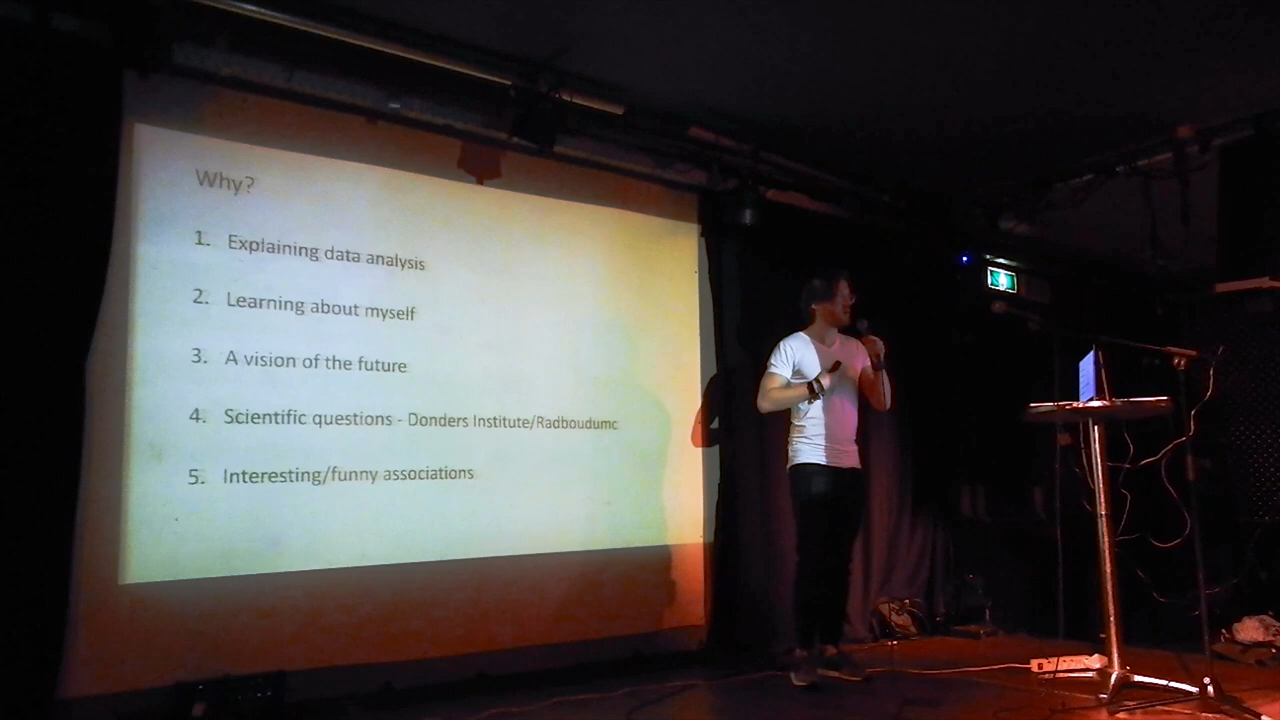 Why?
1. Explaining data analysis
2. Learning about myself
3. A vision of the future
4. Scientific questions - Donders Institute/Radboudumc
5. Interesting/funny associations